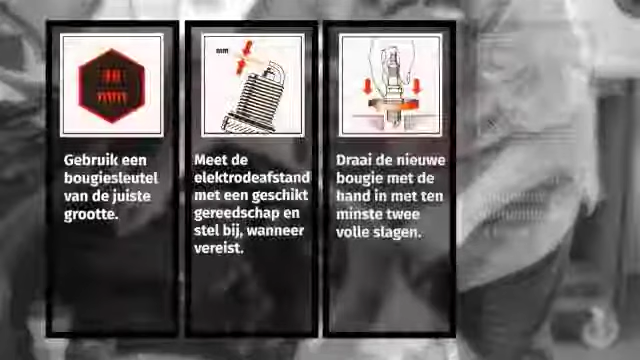 Gebruik een
bougiesleutel
van de juiste
grootte.
mm
Meet de
elektrodeafstand
met een geschikt
gereedschap en
stel bij, wanneer
vereist.
Draai de nieuwe
bougie met de
hand in met ten
minste twee
volle slagen.